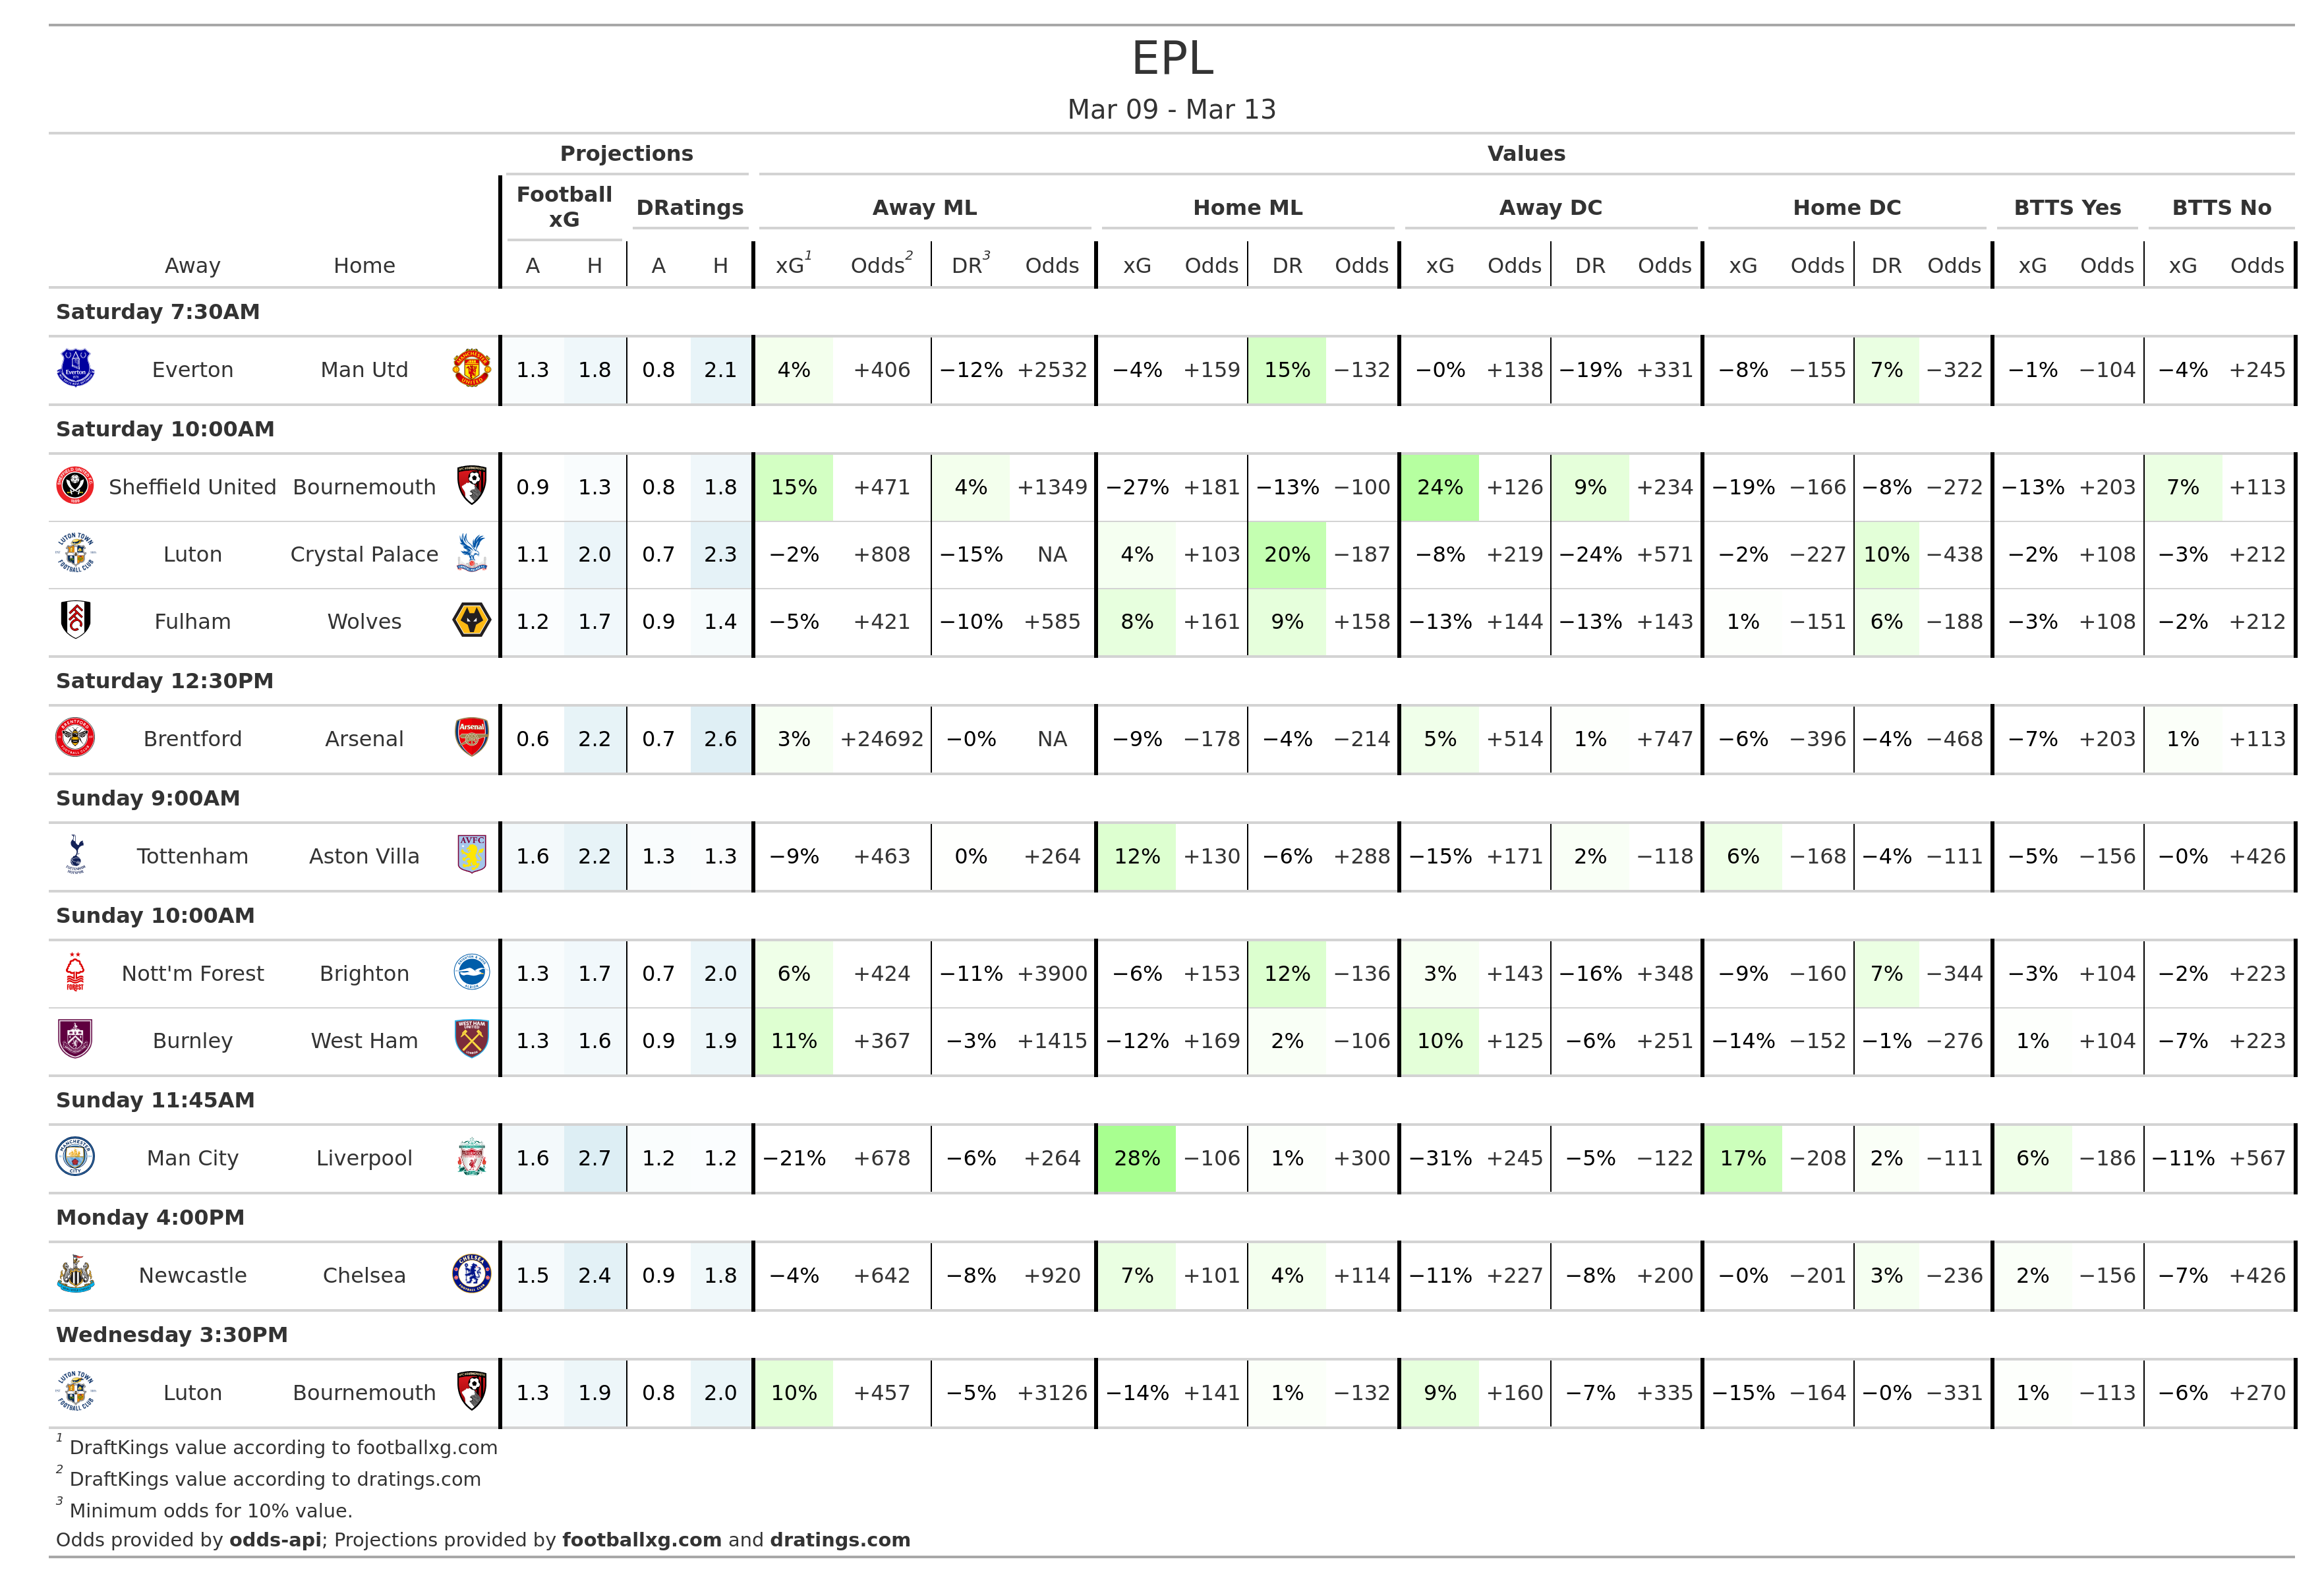 EPL
Mar 09 - Mar 13
Projections Values
Football xG DRatings Away ML Home ML Away DC Home DC BTTS Yes BTTS No
Away Home A H A H xG1 Odds2 DR3 Odds xG Odds DR Odds xG Odds DR Odds xG Odds DR Odds xG Odds xG Odds
Saturday 7:30AM
Everton Man Utd 1.3 1.8 0.8 2.1 4% +406 −12% +2532 −4% +159 15% −132 −0% +138 −19% +331 −8% −155 7% −322 −1% −104 −4% +245
Saturday 10:00AM
Sheffield United Bournemouth 0.9 1.3 0.8 1.8 15% +471 4% +1349 −27% +181 −13% −100 24% +126 9% +234 −19% −166 −8% −272 −13% +203 7% +113
Luton Crystal Palace 1.1 2.0 0.7 2.3 −2% +808 −15% NA 4% +103 20% −187 −8% +219 −24% +571 −2% −227 10% −438 −2% +108 −3% +212
Fulham Wolves 1.2 1.7 0.9 1.4 −5% +421 −10% +585 8% +161 9% +158 −13% +144 −13% +143 1% −151 6% −188 −3% +108 −2% +212
Saturday 12:30PM
Brentford Arsenal 0.6 2.2 0.7 2.6 3% +24692 −0% NA −9% −178 −4% −214 5% +514 1% +747 −6% −396 −4% −468 −7% +203 1% +113
Sunday 9:00AM
Tottenham Aston Villa 1.6 2.2 1.3 1.3 −9% +463 0% +264 12% +130 −6% +288 −15% +171 2% −118 6% −168 −4% −111 −5% −156 −0% +426
Sunday 10:00AM
Nott'm Forest Brighton 1.3 1.7 0.7 2.0 6% +424 −11% +3900 −6% +153 12% −136 3% +143 −16% +348 −9% −160 7% −344 −3% +104 −2% +223
Burnley West Ham 1.3 1.6 0.9 1.9 11% +367 −3% +1415 −12% +169 2% −106 10% +125 −6% +251 −14% −152 −1% −276 1% +104 −7% +223
Sunday 11:45AM
Man City Liverpool 1.6 2.7 1.2 1.2 −21% +678 −6% +264 28% −106 1% +300 −31% +245 −5% −122 17% −208 2% −111 6% −186 −11% +567
Monday 4:00PM
Newcastle Chelsea 1.5 2.4 0.9 1.8 −4% +642 −8% +920 7% +101 4% +114 −11% +227 −8% +200 −0% −201 3% −236 2% −156 −7% +426
Wednesday 3:30PM
Luton Bournemouth 1.3 1.9 0.8 2.0 10% +457 −5% +3126 −14% +141 1% −132 9% +160 −7% +335 −15% −164 −0% −331 1% −113 −6% +270
1 DraftKings value according to footballxg.com
2 DraftKings value according to dratings.com
3 Minimum odds for 10% value.
Odds provided by odds-api; Projections provided by footballxg.com and dratings.com